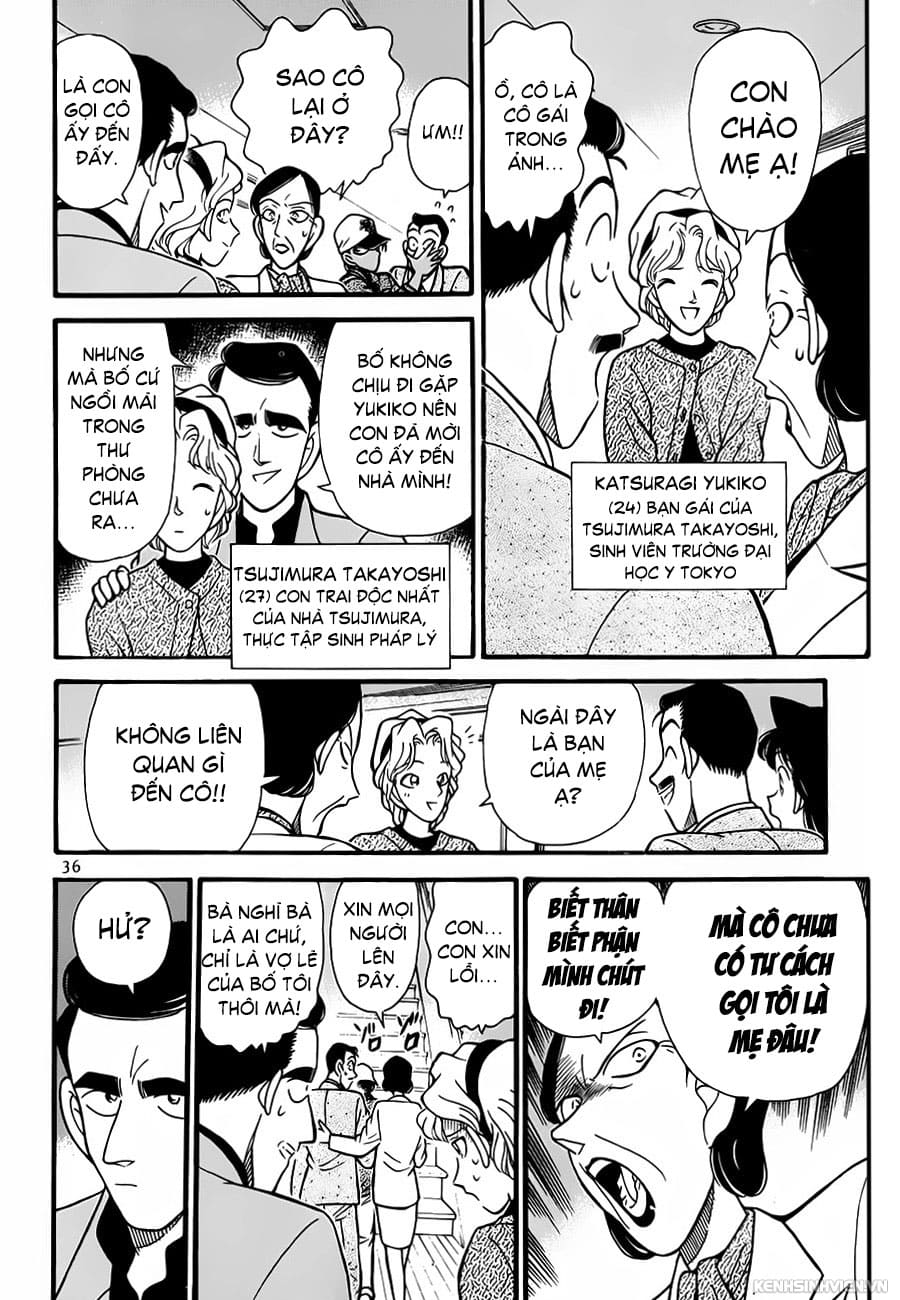 CON
CHÀO
MẸ Ạ!
Ồ, CÔ LÀ
CÔ GÁI
TRONG
ẢNH...
KATSURAGI YUKIKO
(24) BẠN GÁI CỦA
TSUJIMURA TAKAYOSHI,
SINH VIÊN TRƯỜNG ĐẠI
HỌC Y TOKYO
ƯM!!
SAO CÔ
LẠI Ở
ĐÂY?
LÀ CON
GỌI CÔ
ẤY ĐẾN
ĐẤY.
BỐ KHÔNG
CHỊU ĐI GẶP
YUKIKO NÊN
CON ĐÃ MỜI
CÔ ẤY ĐẾN
NHÀ MÌNH!
NHƯNG
MÀ BỐ CỨ
NGỒI MÃI
TRONG
THƯ
PHÒNG
CHƯA
RA...
TSUJIMURA TAKAYOSHI
(27) CON TRAI ĐỘC NHẤT
CỦA NHÀ TSUJIMURA,
THỰC TẬP SINH PHÁP LÝ
NGÀI ĐÂY
LÀ BẠN
CỦA MẸ
Ạ?
KHÔNG LIÊN
QUAN GÌ
ĐẾN CÔ!!
36
MÀ CÔ CHƯA
CÓ TƯ CÁCH
GỌI TÔI LÀ
MẸ ĐÂU!
BIẾT THÂN
BIẾT PHẬN
MÌNH CHÚT
ĐI!
CON...
CON XIN
LỖI...
XIN MỌI
NGƯỜI
LÊN
ĐÂY.
BÀ NGHĨ BÀ
LÀ AI CHỨ,
CHỈ LÀ VỢ LẼ
CỦA BỐ TÔI
THÔI MÀ!
HỬ?
KENHSINHVIEN.VN